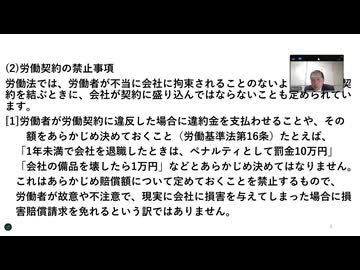 (2)労働契約の禁止事項
労働法では、労働者が不当に会社に拘束されることのないよ 契
約を結ぶときに、会社が契約に盛り込んではならないことも定められてい
ます。
[1]労働者が労働契約に違反した場合に違約金を支払わせることや、その
額をあらかじめ決めておくこと（労働基準法第16条）たとえば、
「1年未満で会社を退職したときは、ペナルティとして罰金10万円」
「会社の備品を壊したら1万円」などとあらかじめ決めてはなりません。
これはあらかじめ賠償額について定めておくことを禁止するもので、
労働者が故意や不注意で、現実に会社に損害を与えてしまった場合に損
害賠償請求を免れるという訳ではありません。